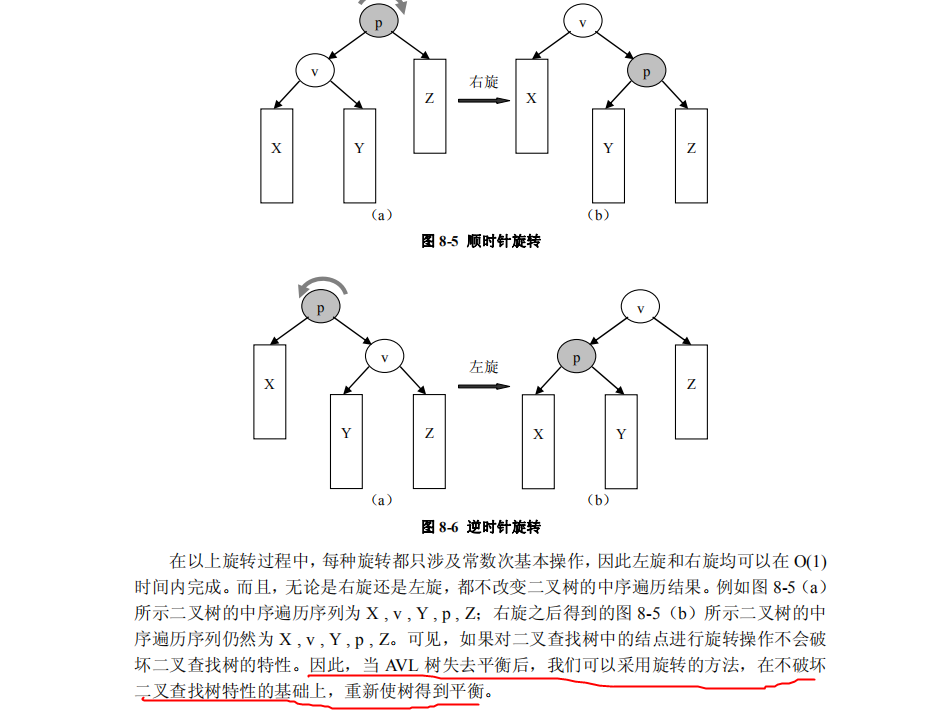 p
v
v
右旋
p
Z
X
X
Y
Y
Z
（a）
（b）
图 8-5 顺时针旋转
p
v
v
左旋
p
X
Z
Y
Z
X
Y
（a）
（b）
图 8-6 逆时针旋转
在以上旋转过程中，每种旋转都只涉及常数次基本操作，因此左旋和右旋均可以在 O(1)
时间内完成。而且，无论是右旋还是左旋，都不改变二叉树的中序遍历结果。例如图 8-5（a）
所示二叉树的中序遍历序列为 X , v , Y , p , Z；右旋之后得到的图 8-5（b）所示二叉树的中
序遍历序列仍然为 X , v , Y , p , Z。可见，如果对二叉查找树中的结点进行旋转操作不会破
坏二叉查找树的特性。因此，当 AVL 树失去平衡后，我们可以采用旋转的方法，在不破坏
二叉查找树特性的基础上，重新使树得到平衡。